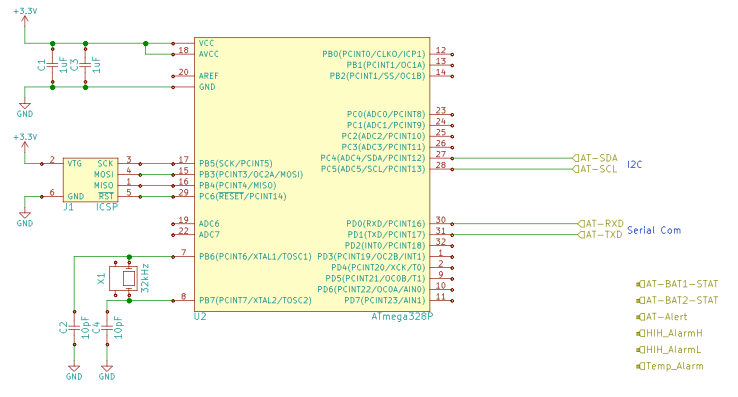 +3.3V
VCC
18 AVCC
PB0(PCINT0/CLKO/ICP1) 12
PB1(PCINT1/OC1A) 13
PB2(PCINT1/SS/OC1B) 14
C1
1uF
C3
1uF
20 AREF
GND
GND
PC0(ADC0/PCINT8) 23
PC1(ADC1/PCINT9) 24
PC2(ADC2/PCINT10) 25
PC3(ADC3/PCINT11) 26
PC4(ADC4/SDA/PCINT12) 27
PC5(ADC5/SCL/PCINT13) 28
AT-SDA
AT-SCL
I2C
+3.3V
2 VTG SCK 3
MOSI 4
MISO 1
6 GND RST 5
J1 ICSP
GND
17 PB5(SCK/PCINT5)
15 PB3(PCINT3/OC2A/MOSI)
16 PB4(PCINT4/MISO)
29 PC6(RESET/PCINT14)
19 ADC6
22 ADC7
PD0(RXD/PCINT16) 30
PD1(TXD/PCINT17) 31
PD2(INT0/PCINT18) 32
PD3(PCINT19/OC2B/INT1) 1
PD4(PCINT20/XCK/T0) 2
PD5(PCINT21/OC0B/T1) 9
PD6(PCINT22/OC0A/AIN0) 10
PD7(PCINT23/AIN1) 11
AT-RXD
AT-TXD
Serial Com
7 PB6(PCINT6/XTAL1/TOSC1)
X1
32kHz
8 PB7(PCINT7/XTAL2/TOSC2)
U2
ATmega328P
C2
10pF
C4
10pF
GND
GND
AT-BAT1-STAT
AT-BAT2-STAT
AT-Alert
HIH_AlarmH
HIH_AlarmL
Temp_Alarm